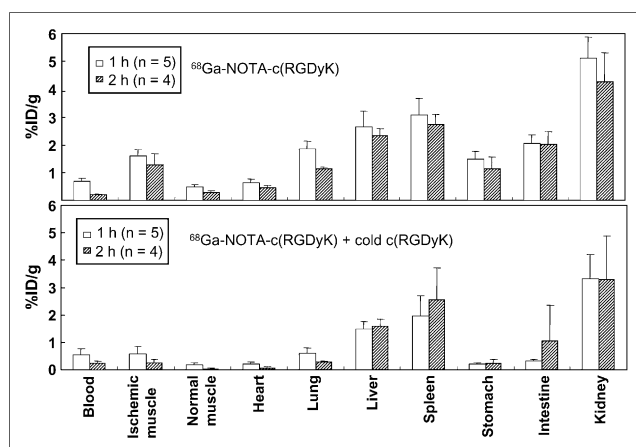 6
5
4
3
2
1
%ID/g
1 h (n = 5)
2 h (n = 4)
⁶⁸Ga-NOTA-c(RGDyK)
6
5
4
3
2
1
0
%ID/g
1 h (n = 5)
2 h (n = 4)
⁶⁸Ga-NOTA-c(RGDyK) + cold c(RGDyK)
Blood
Ischemic
muscle
Normal
muscle
Heart
Lung
Liver
Spleen
Stomach
Intestine
Kidney